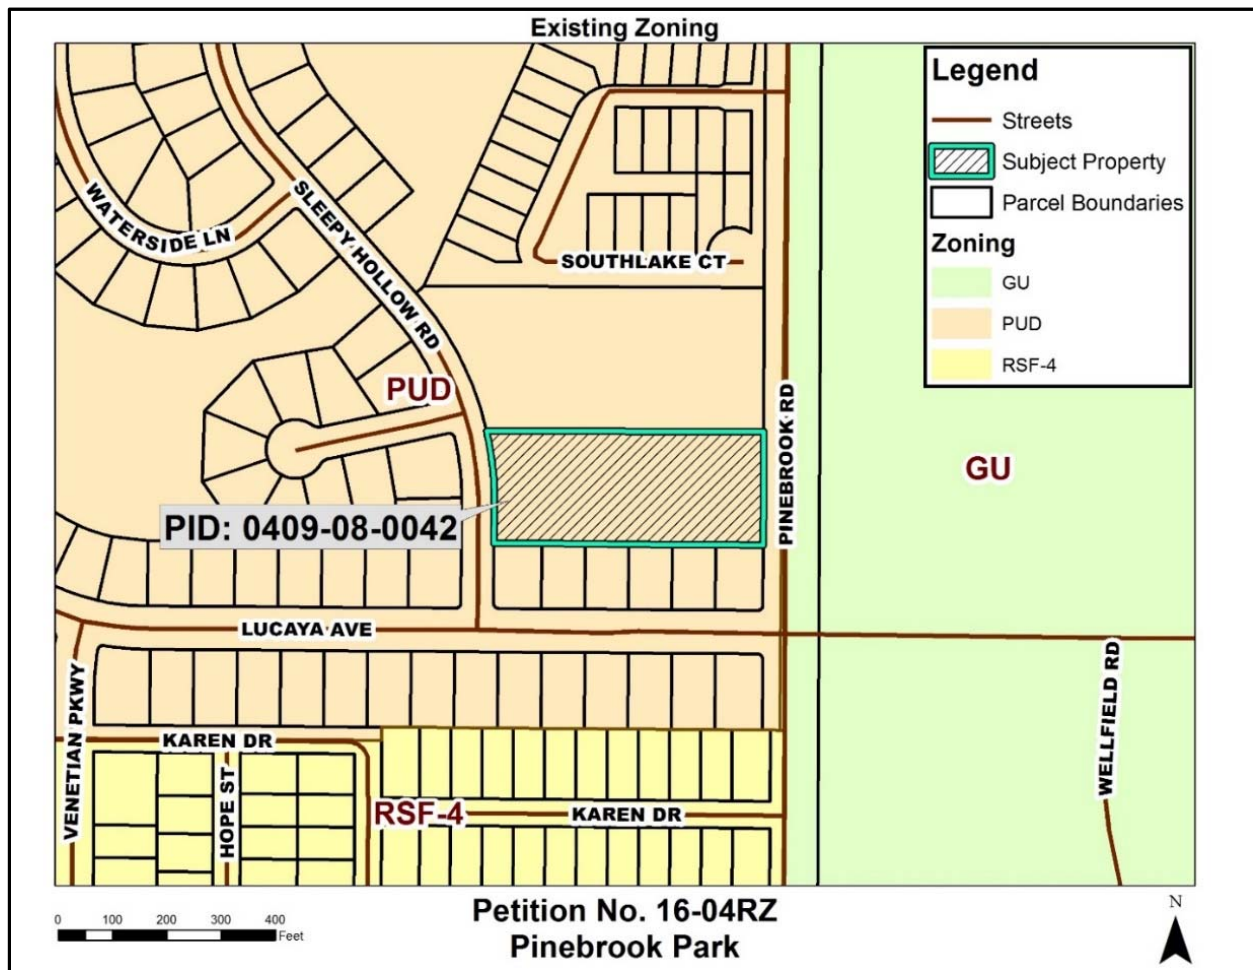 Existing Zoning
Legend
Streets
Subject Property
Parcel Boundaries
Zoning
GU
PUD
RSF-4
WATERSIDE LN
SLEEPY HOLLOW RD
SOUTHLAKE CT
PUD
PINEBROOK RD
GU
PID: 0409-08-0042
LUCAYA AVE
VENETIAN PKWY
KAREN DR
HOPE ST
RSF-4
KAREN DR
WELLFIELD RD
0 100 200 300 400
Feet
Petition No. 16-04RZ
Pinebrook Park
N